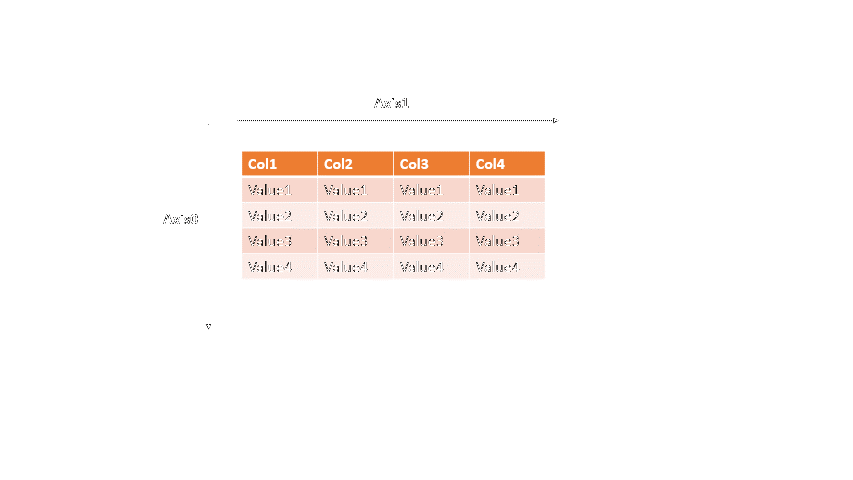 Axis1
Col1 Col2 Col3 Col4
Value1 Value1 Value1 Value1
Value2 Value2 Value2 Value2
Axis0
Value3 Value3 Value3 Value3
Value4 Value4 Value4 Value4